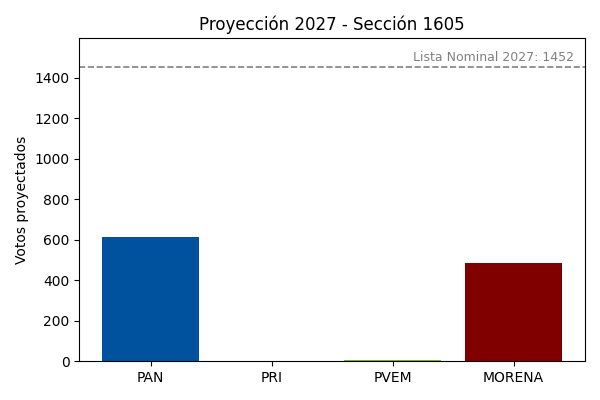 Proyección 2027 - Sección 1605
Lista Nominal 2027: 1452
Votos proyectados
1400
1200
1000
800
600
400
200
0
PAN PRI PVEM MORENA